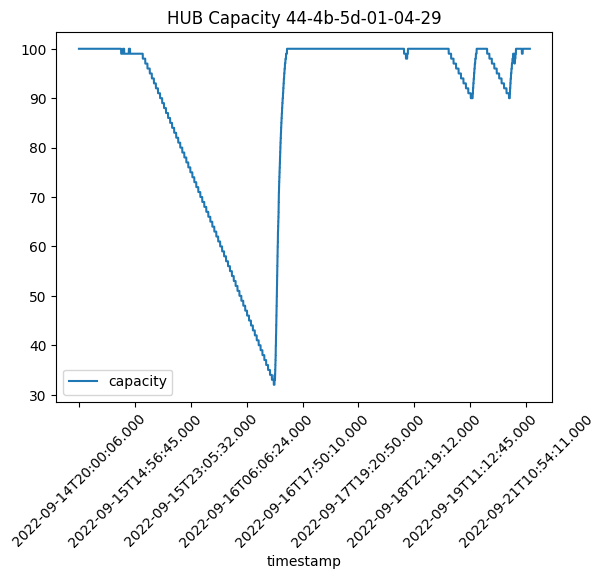 HUB Capacity 44-4b-5d-01-04-29
100
90
80
70
60
50
40
30
capacity
2022-09-14T20:00:06.000
2022-09-15T14:56:45.000
2022-09-15T23:05:32.000
2022-09-16T06:06:24.000
2022-09-16T17:50:10.000
2022-09-17T19:20:50.000
2022-09-18T22:19:12.000
2022-09-19T11:12:45.000
2022-09-21T10:54:11.000
timestamp